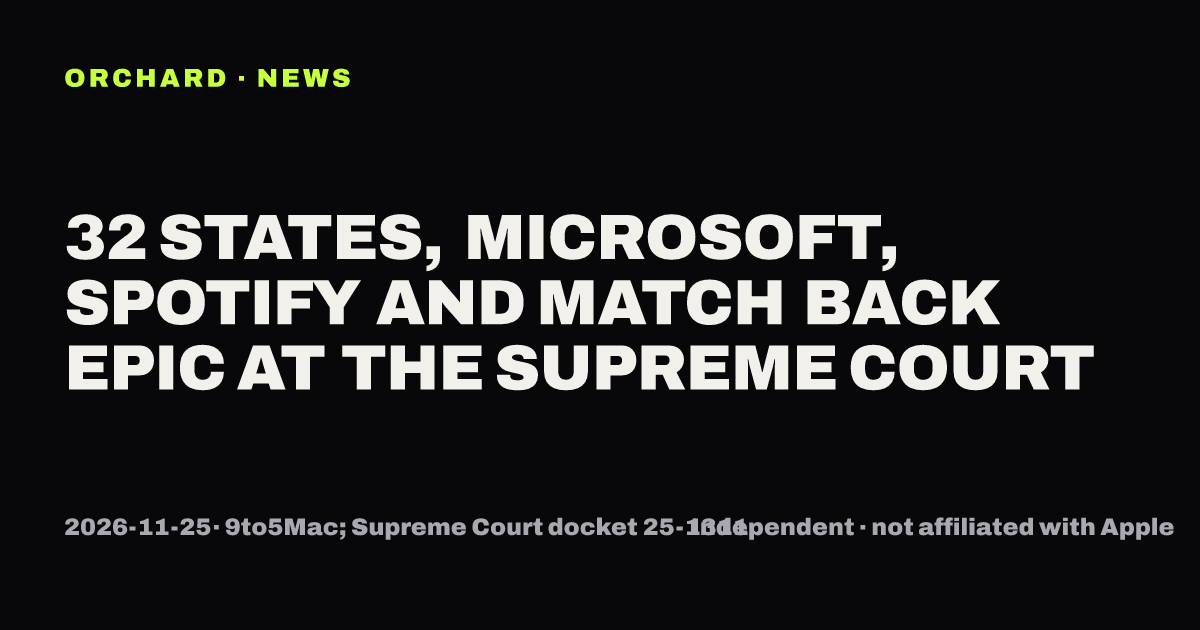 ORCHARD · NEWS
32 STATES, MICROSOFT,
SPOTIFY AND MATCH BACK
EPIC AT THE SUPREME COURT
2026-11-25 · 9to5Mac; Supreme Court docket
Independent · not affiliated with Apple